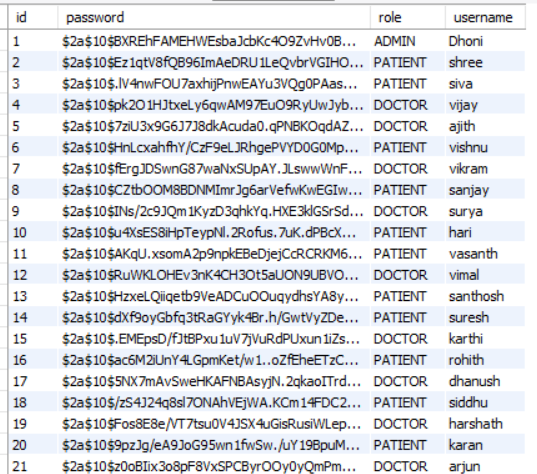 id password role username
1 $2a$10$BXREhFAMEHWEsbaJcbKc4O9ZvHv0B... ADMIN Dhoni
2 $2a$10$Ez1qtV8fQB96ImAeDRU1LeQvbrVGIHO... PATIENT shree
3 $2a$10$.lV4nwFOU7axhijPnwEAYu3VQg0PAas... PATIENT siva
4 $2a$10$pk2O1HJtxeLy6qwAM97EuO9RyUwJyb... DOCTOR vijay
5 $2a$10$7ziU3x9G6J7J8dkAcuda0.qPNBKOqdAZ... DOCTOR ajith
6 $2a$10$HnLcxahfhY/CzF9eLJRhgePVYD0G0Mp... PATIENT vishnu
7 $2a$10$fErgJDSwnG87waNxSUpAY.JLswwWnF... DOCTOR vikram
8 $2a$10$CZtbOOM8BDNMImrJg6arVefwKwEGIw... PATIENT sanjay
9 $2a$10$INs/2c9JQm1KyzD3qhkYq.HXE3klGSrSd... DOCTOR surya
10 $2a$10$u4XsES8iHpTeypNl.2Rofus.7uK.dPBcX... PATIENT hari
11 $2a$10$AKqU.xsomA2p9npkEBeDjejCcRCRKM6... PATIENT vasanth
12 $2a$10$RuWKLOHEv3nK4CH3Ot5aUON9UBVO... DOCTOR vimal
13 $2a$10$HzxeLQiiqetb9VeADCuOOuqydhsYA8y... PATIENT santhosh
14 $2a$10$dXf9oyGbfq3tRaGYyk4Br.h/GwtVyZDe... PATIENT suresh
15 $2a$10$.EMEpsD/fJtBPxu1uV7jVuRdPUxun1iZs... DOCTOR karthi
16 $2a$10$ac6M2iUnY4LGpmKet/w1..oZfEheETzC... PATIENT rohith
17 $2a$10$5NX7mAvSweHKAFNBAsyjN.2qkaoITrd... DOCTOR dhanush
18 $2a$10$/zS4J24q8sl7ONAhVEjWA.KCm14FDC2... PATIENT siddhu
19 $2a$10$Fos8E8e/VT7tsu0V4JSX4uGisRusiWLep... DOCTOR harshath
20 $2a$10$9pzJg/eA9JoG95wn1fwSw./uY19BpuM... PATIENT karan
21 $2a$10$z0oBIix3o8pF8VxSPCByrOOy0yQmPm... DOCTOR arjun